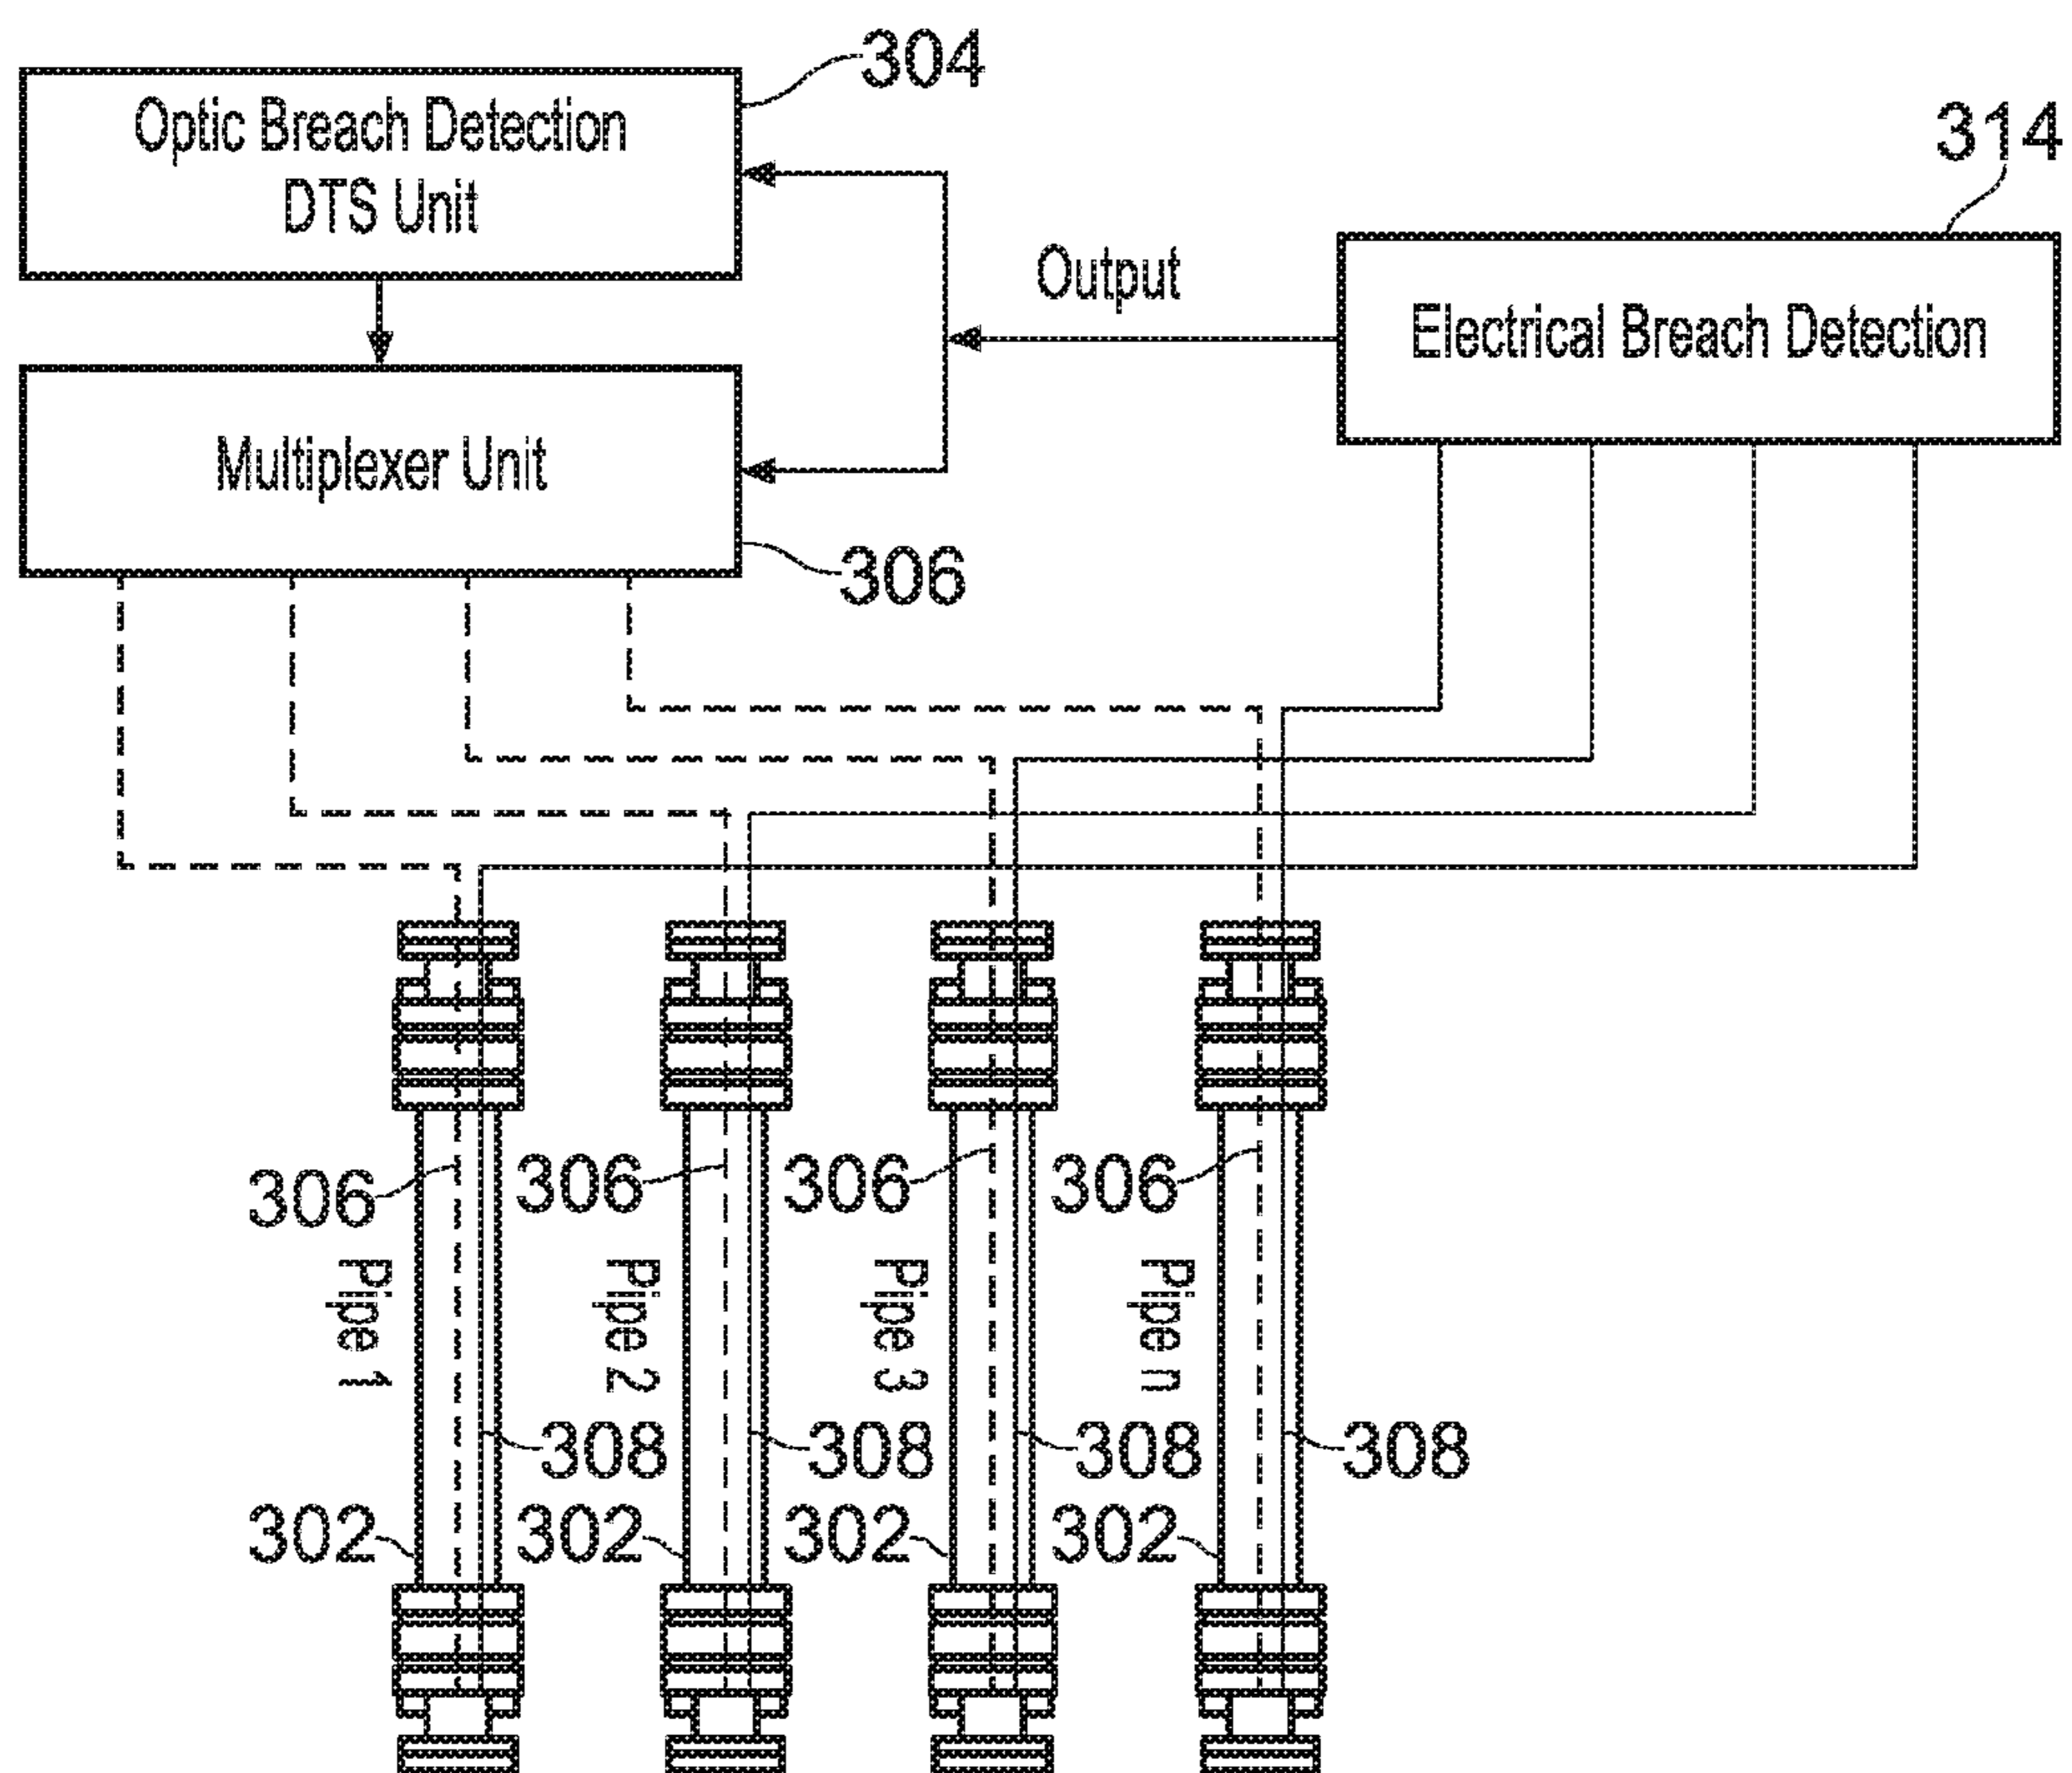 304
Optic Breach Detection
DTS Unit
314
Output
Electrical Breach Detection
Multiplexer Unit
306
306
306
306
306
Pipe 1
Pipe 2
Pipe 3
Pipe n
308
308
308
308
302
302
302
302